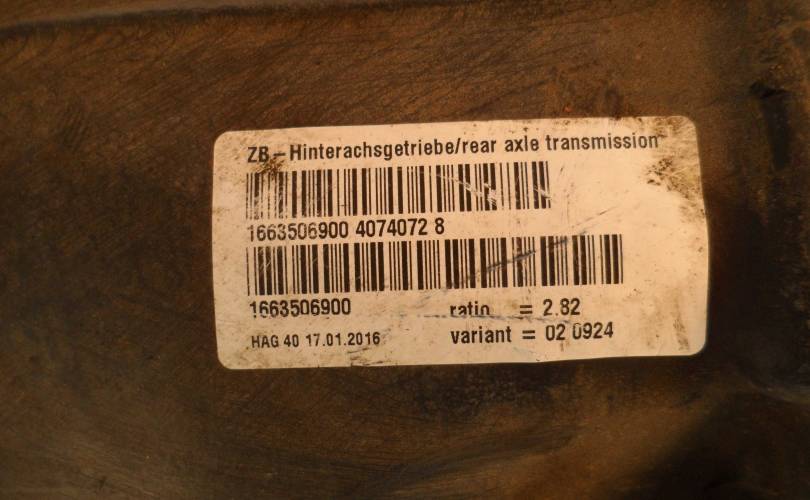 ZB-Hinterachsgetriebe/rear axle transmission
1663506900 4074072 8
1663506900 ratio = 2.82
HAG 40 17.01.2016 variant = 02 0924